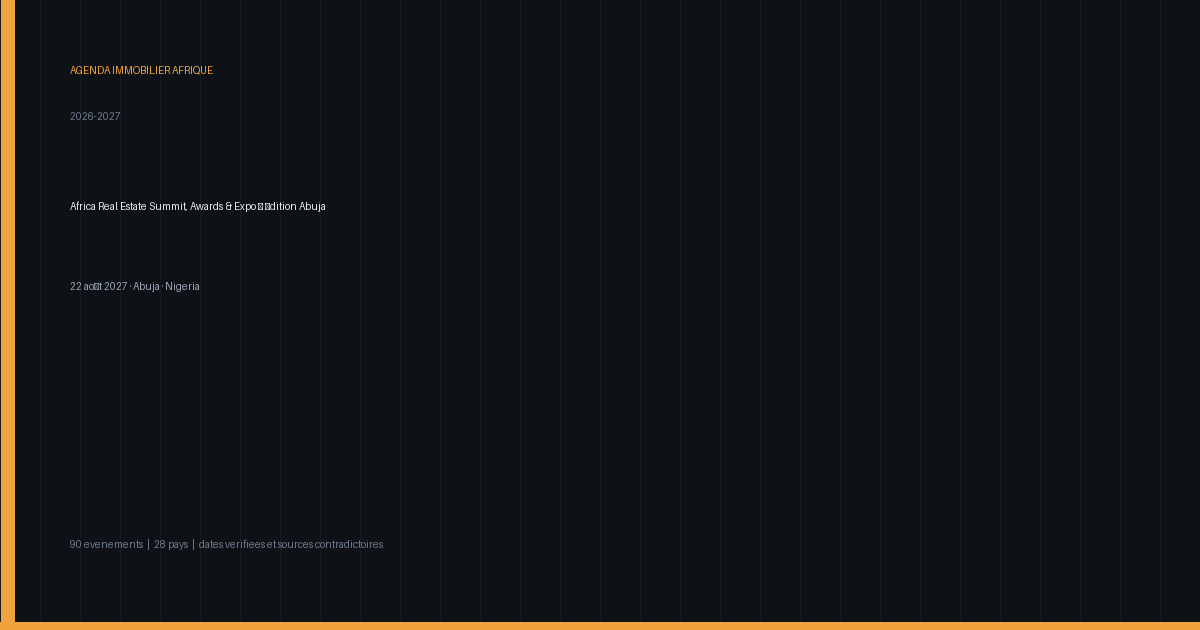 AGENDA IMMOBILIER AFRIQUE
2026-2027
Africa Real Estate Summit, Awards & Expo Abuja
22 2027 · Abuja · Nigeria
90 evenements | 28 pays | dates verifiees et sources contradictoires